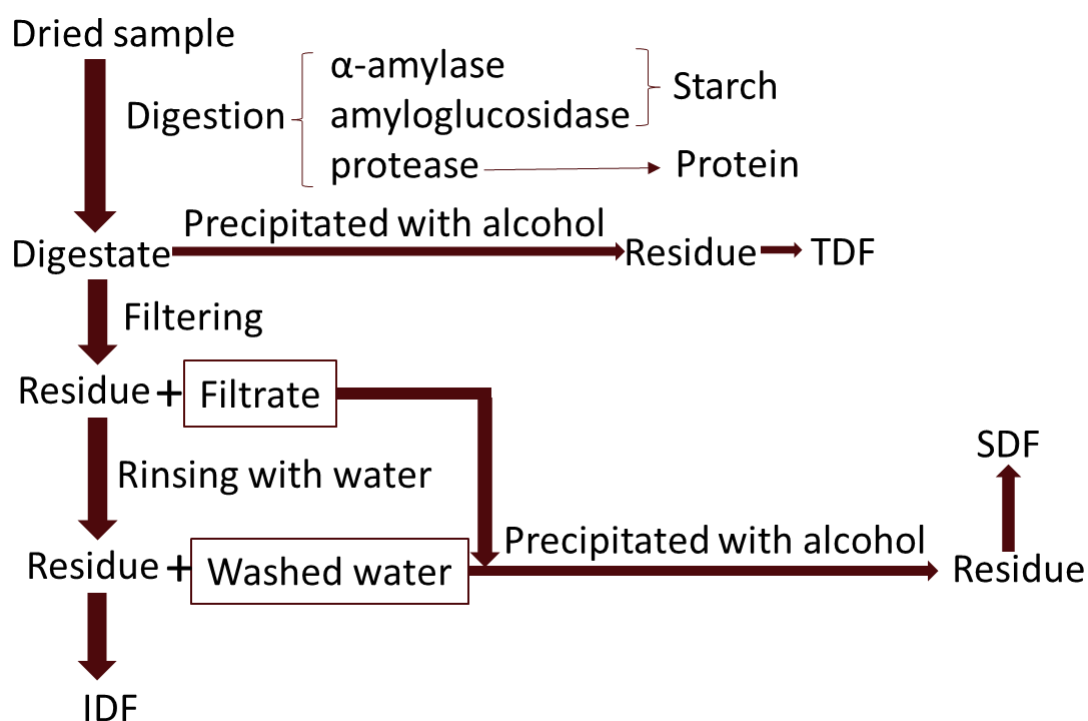 Dried sample
Digestion
α-amylase
amyloglucosidase
protease
Starch
Protein
Precipitated with alcohol
Digestate
Residue
TDF
Filtering
Residue + Filtrate
Rinsing with water
SDF
Precipitated with alcohol
Residue + Washed water
Residue
IDF